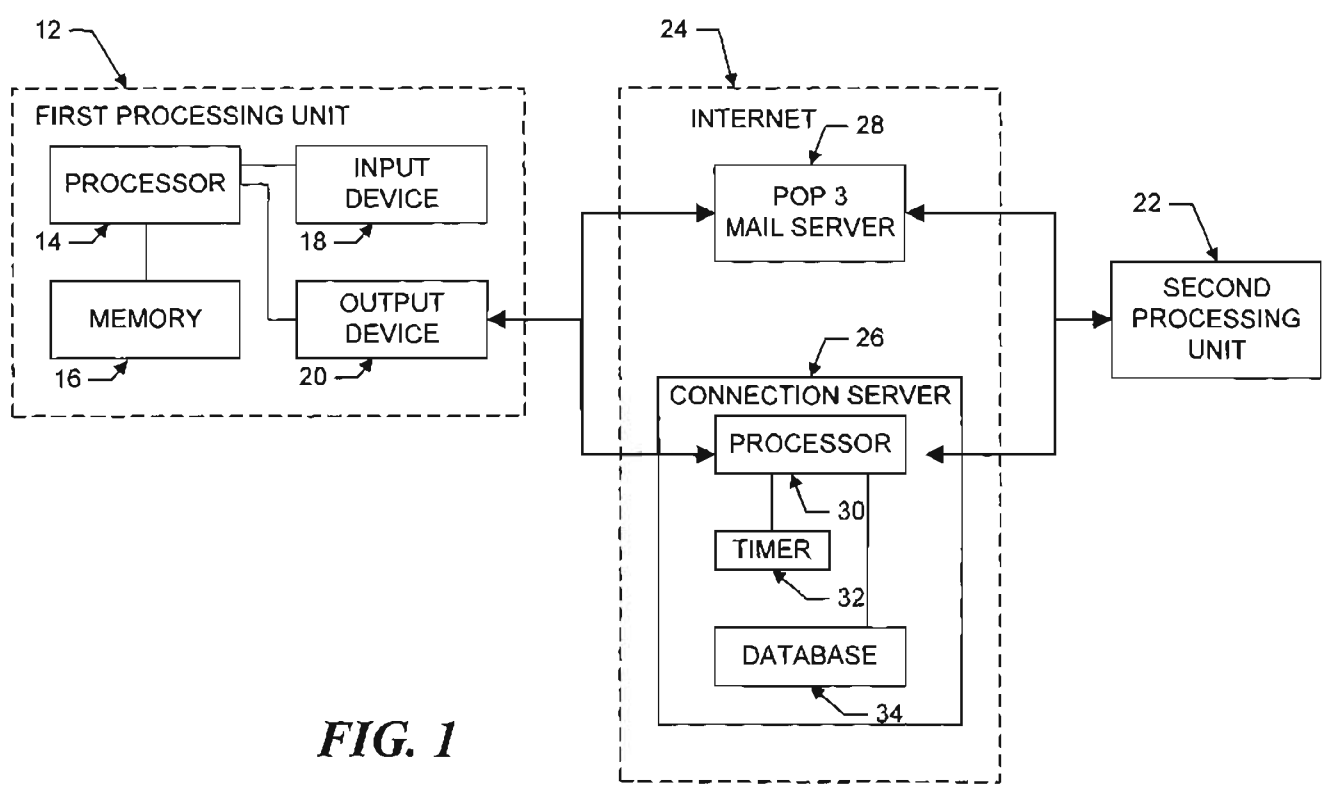 12
24
FIRST PROCESSING UNIT
INTERNET
28
PROCESSOR
INPUT
DEVICE
POP 3
MAIL SERVER
22
14
18
MEMORY
OUTPUT
DEVICE
SECOND
PROCESSING
UNIT
16
20
26
CONNECTION SERVER
PROCESSOR
30
TIMER
32
DATABASE
34
FIG. 1